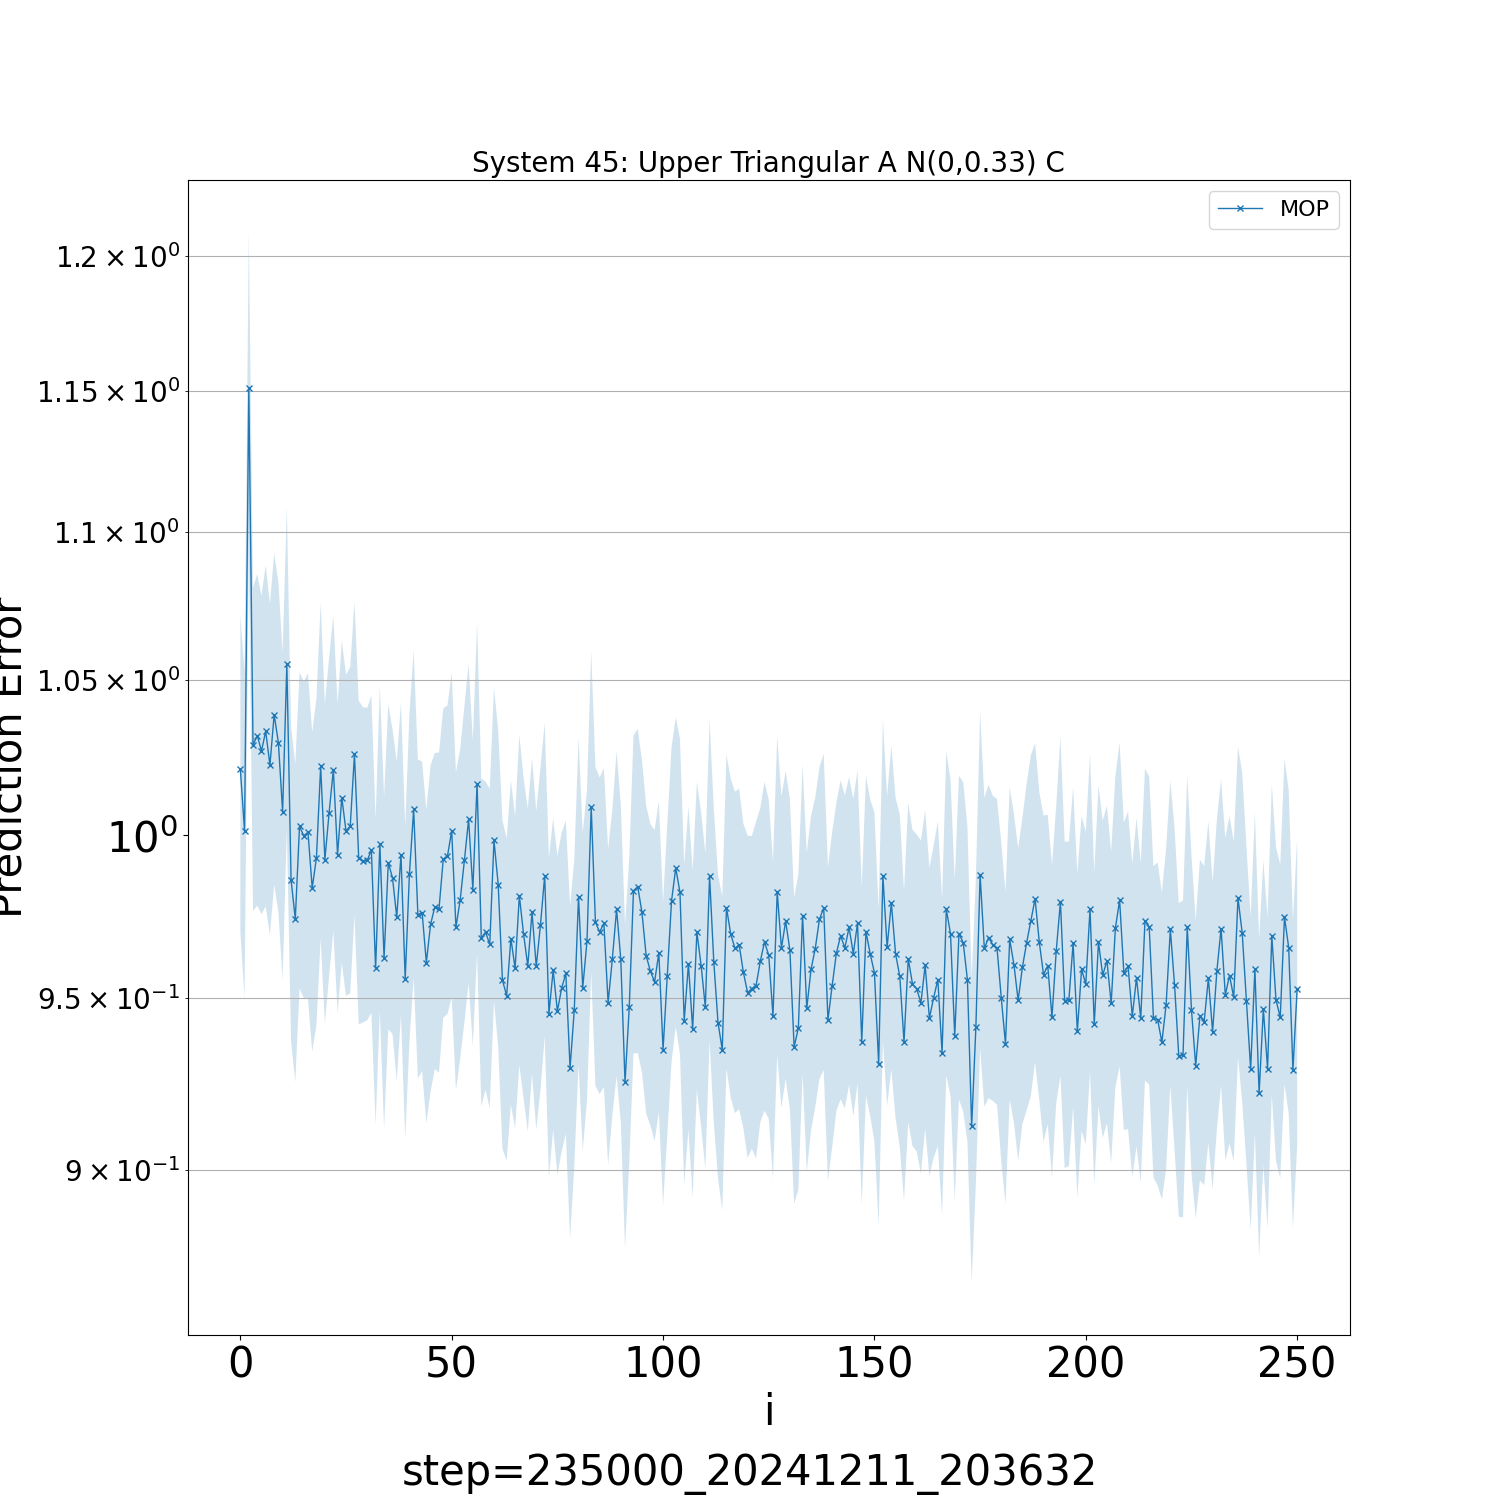 System 45: Upper Triangular A N(0,0.33) C
MOP
1.2 × 10⁰
1.15 × 10⁰
1.1 × 10⁰
1.05 × 10⁰
10⁰
9.5 × 10⁻¹
9 × 10⁻¹
Prediction Error
0 50 100 150 200 250
i
step=235000_20241211_203632